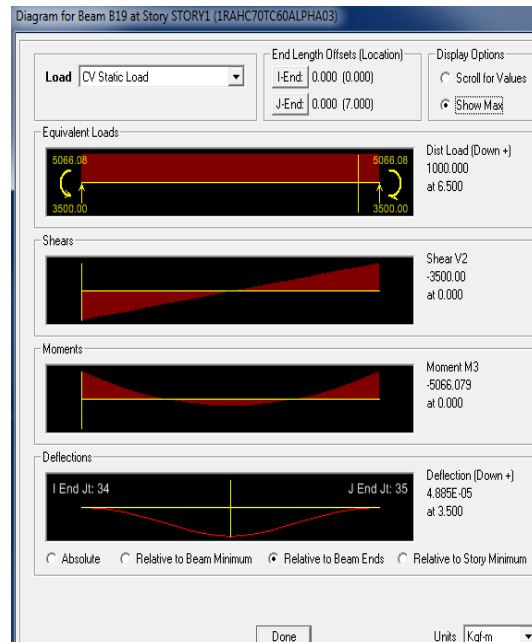 Diagram for Beam B19 at Story STORY1 (1RAHC70TC60ALPHA03)
Load CV Static Load
End Length Offsets (Location)
I-End: 0.000 (0.000)
J-End: 0.000 (7.000)
Display Options
Scroll for Values
Show Max
Equivalent Loads
5066.08 5066.08
3500.00 3500.00
Dist Load (Down +)
1000.000
at 6.500
Shears
Shear V2
-3500.00
at 0.000
Moments
Moment M3
-5066.079
at 0.000
Deflections
I End Jt: 34 J End Jt: 35
Deflection (Down +)
4.885E-05
at 3.500
Absolute Relative to Beam Minimum Relative to Beam Ends Relative to Story Minimum
Done Units Kgf-m